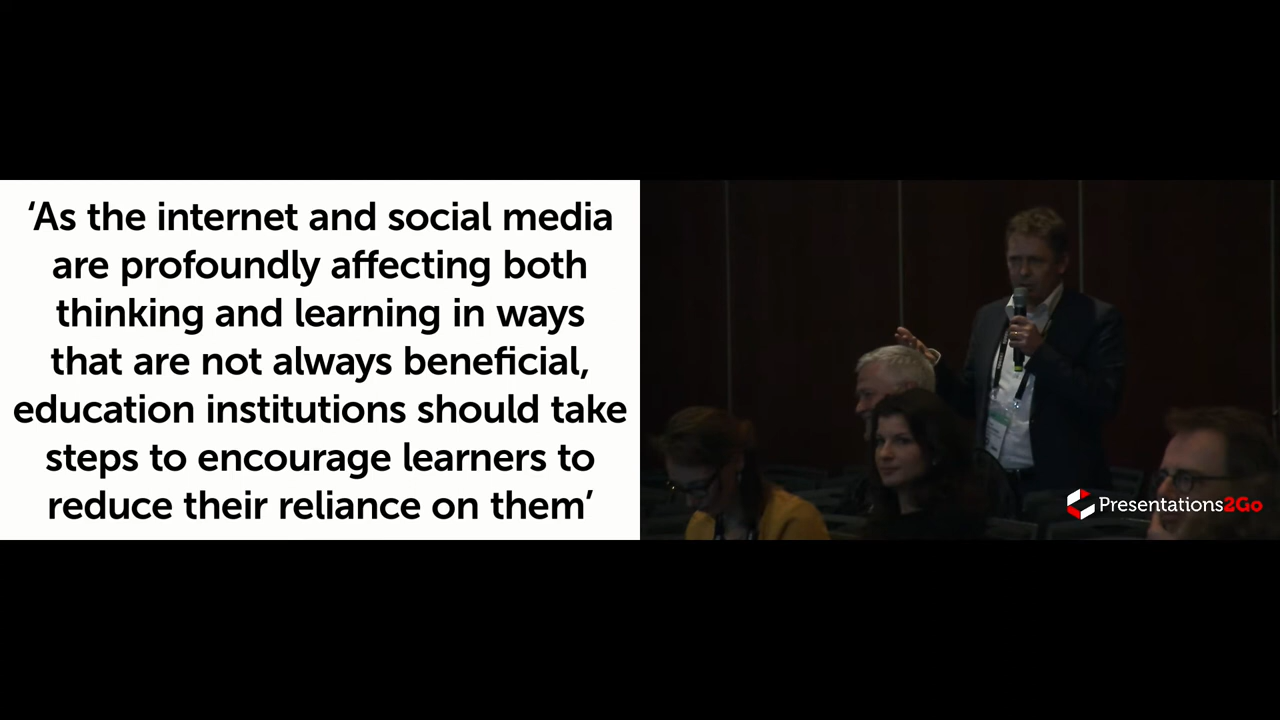 ‘As the internet and social media
are profoundly affecting both
thinking and learning in ways
that are not always beneficial,
education institutions should take
steps to encourage learners to
reduce their reliance on them’
Presentations2Go